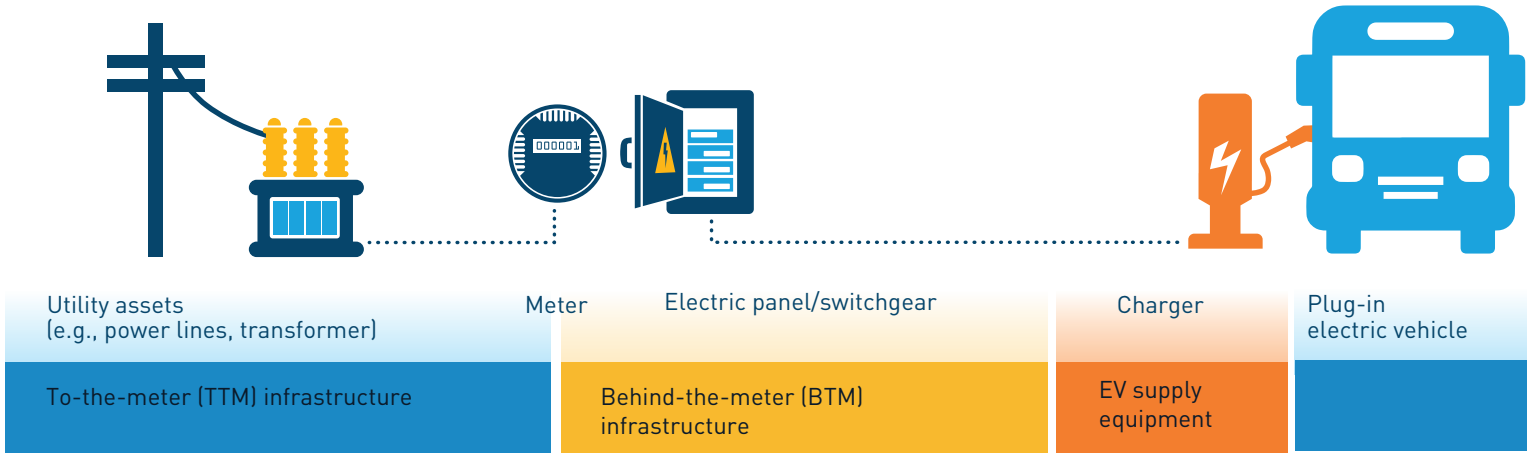 000001
Utility assets
(e.g., power lines, transformer)
Meter
Electric panel/switchgear
Charger
Plug-in
electric vehicle
To-the-meter (TTM) infrastructure
Behind-the-meter (BTM)
infrastructure
EV supply
equipment